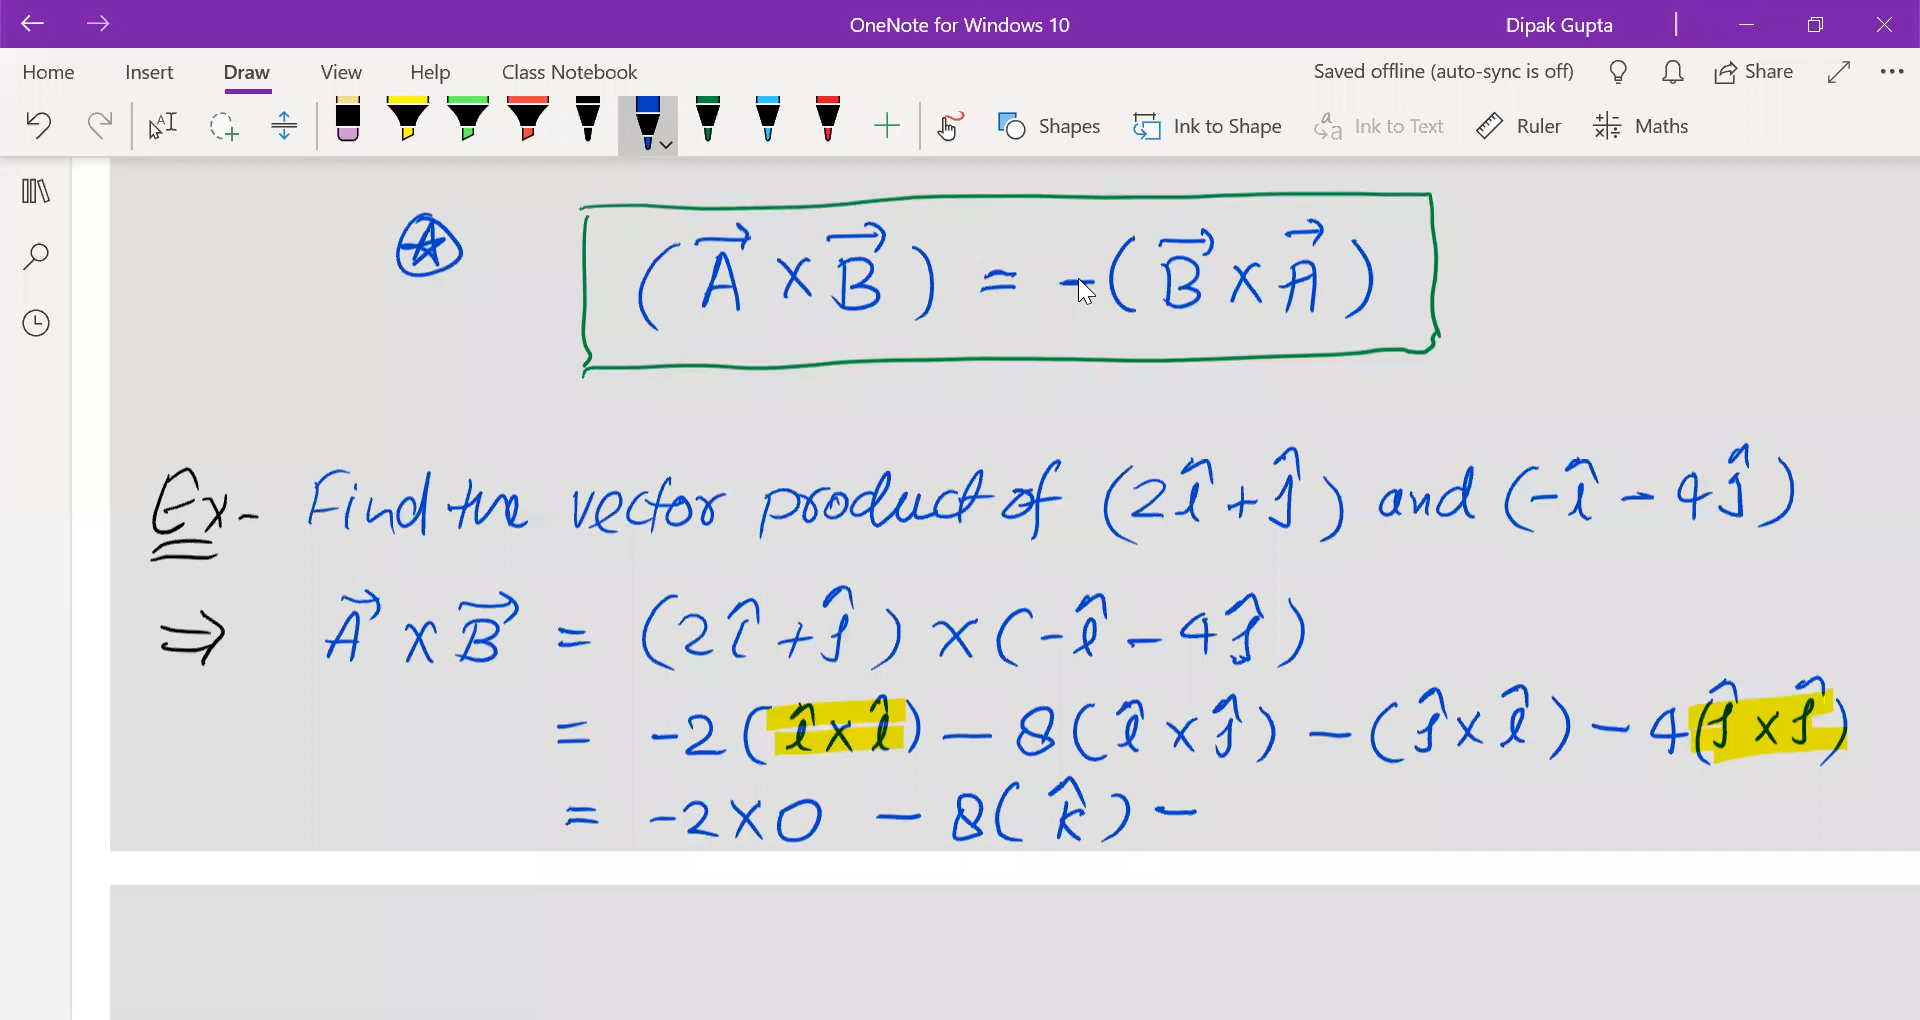 OneNote for Windows 10
Dipak Gupta
Home Insert Draw View Help Class Notebook
Saved offline (auto-sync is off) Share
Shapes Ink to Shape Ink to Text Ruler Maths
(A⃗ × B⃗) = -(B⃗ × A⃗)
Ex- Find the vector product of (2î + ĵ) and (-î - 4ĵ)
⇒ A⃗ × B⃗ = (2î + ĵ) × (-î - 4ĵ)
= -2(î × î) - 8(î × ĵ) - (ĵ × î) - 4(ĵ × ĵ)
= -2×0 - 8(k̂) -